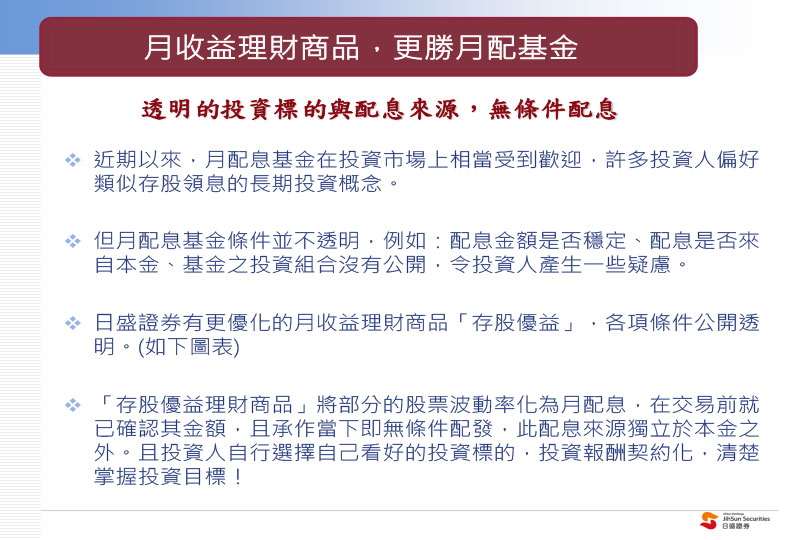 月收益理財商品，更勝月配基金
透明的投資標的與配息來源，無條件配息
近期以來，月配息基金在投資市場上相當受到歡迎，許多投資人偏好
類似存股領息的長期投資概念。
但月配息基金條件並不透明，例如：配息金額是否穩定、配息是否來
自本金、基金之投資組合沒有公開，令投資人產生一些疑慮。
日盛證券有更優化的月收益理財商品「存股優益」，各項條件公開透
明。(如下圖表)
「存股優益理財商品」將部分的股票波動率化為月配息，在交易前就
已確認其金額，且承作當下即無條件配發，此配息來源獨立於本金之
外。且投資人自行選擇自己看好的投資標的，投資報酬契約化，清楚
掌握投資目標！
JihSun Securities
日盛證券